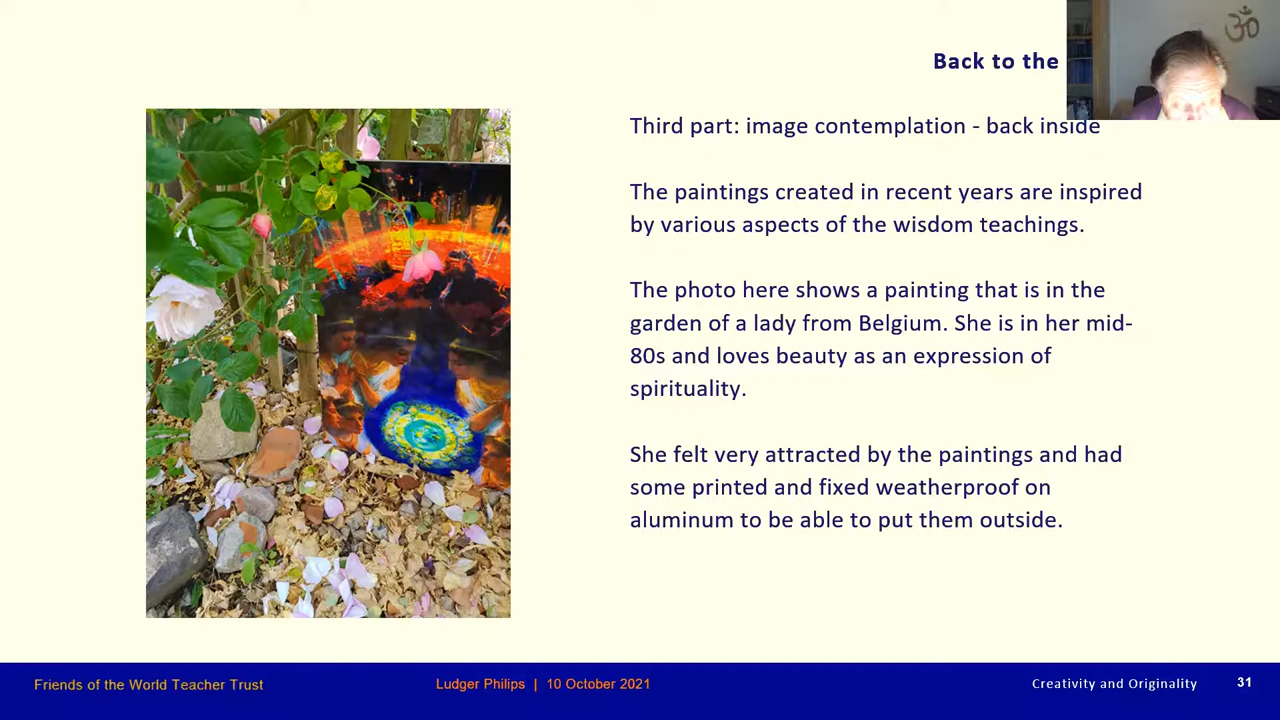 Back to the
Third part: image contemplation - back inside
The paintings created in recent years are inspired
by various aspects of the wisdom teachings.
The photo here shows a painting that is in the
garden of a lady from Belgium. She is in her mid-
80s and loves beauty as an expression of
spirituality.
She felt very attracted by the paintings and had
some printed and fixed weatherproof on
aluminum to be able to put them outside.
Friends of the World Teacher Trust
Ludger Philips | 10 October 2021
Creativity and Originality
31